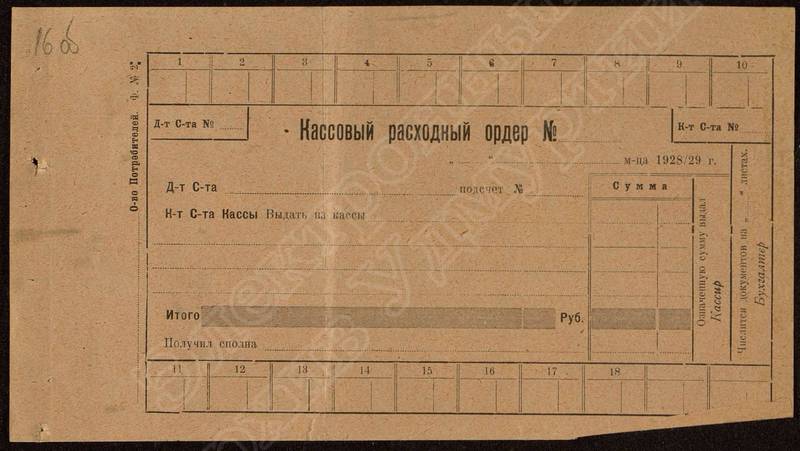 16 об
1 2 3 4 5 6 7 8 9 10
О-во Потребителей. Ф. № 2.
Д-т С-та №
Кассовый расходный ордер №
К-т С-та №
„ “ м-ца 1928/29 г.
Д-т С-та подсчет №
Сумма
К-т С-та Кассы Выдать из кассы
Итого Руб.
Получил сполна
Означенную сумму выдал
Кассир
Числится документов на „ “ листах.
Бухгалтер
11 12 13 14 15 16 17 18